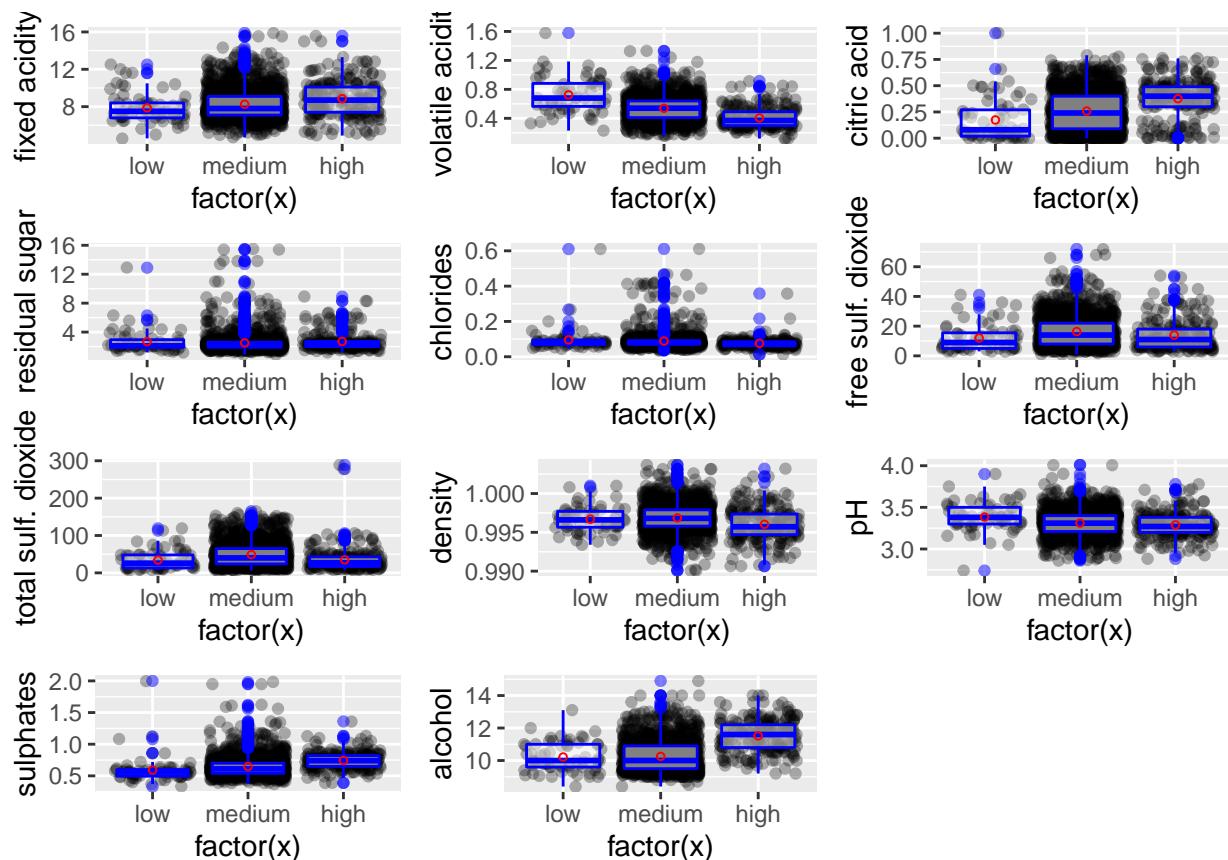 fixed acidity
16
12
8
low medium high
factor(x)
volatile acidit
1.6
1.2
0.8
0.4
low medium high
factor(x)
citric acid
1.00
0.75
0.50
0.25
0.00
low medium high
factor(x)
residual sugar
16
12
8
4
low medium high
factor(x)
chlorides
0.6
0.4
0.2
0.0
low medium high
factor(x)
free sulf. dioxide
60
40
20
0
low medium high
factor(x)
total sulf. dioxide
300
200
100
0
low medium high
factor(x)
density
1.000
0.995
0.990
low medium high
factor(x)
pH
4.0
3.5
3.0
low medium high
factor(x)
sulphates
2.0
1.5
1.0
0.5
low medium high
factor(x)
alcohol
14
12
10
low medium high
factor(x)